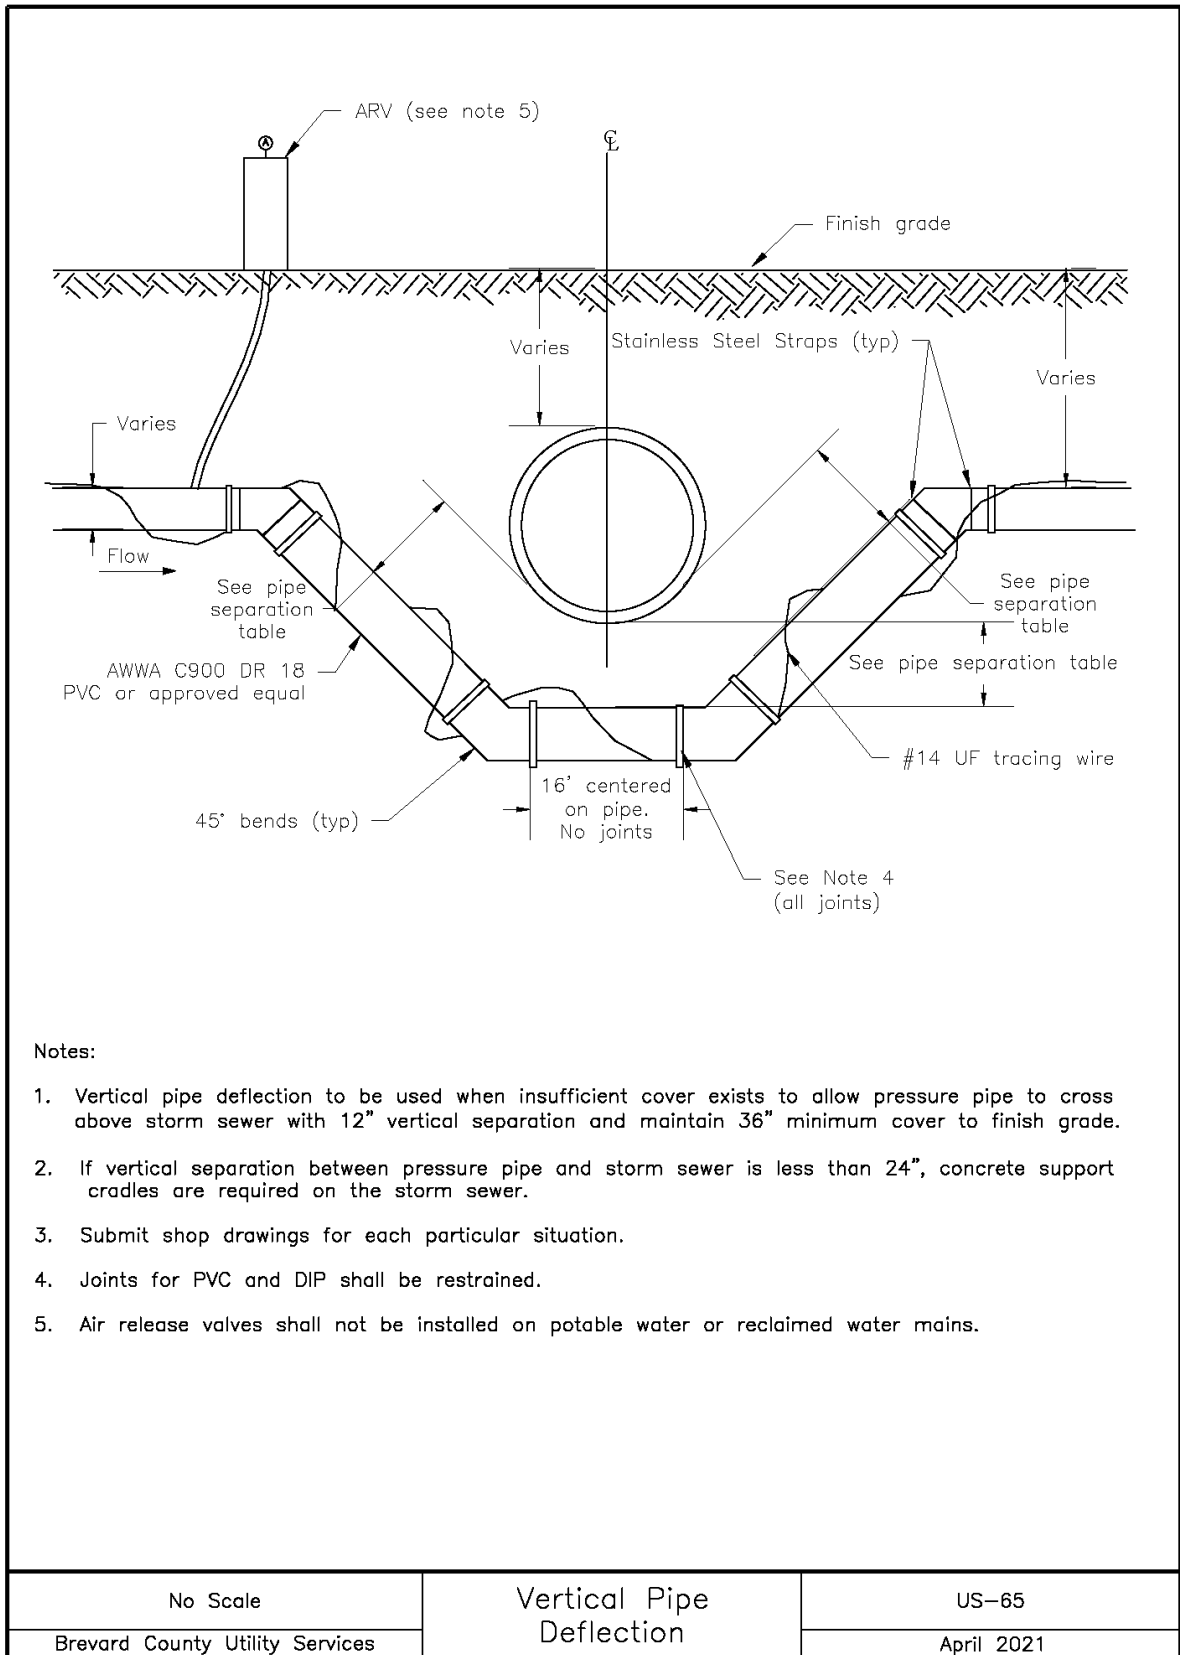 ARV (see note 5)
A
℄
Finish grade
Varies
Stainless Steel Straps (typ)
Varies
Varies
Flow
See pipe
separation
table
See pipe
separation
table
AWWA C900 DR 18
PVC or approved equal
See pipe separation table
#14 UF tracing wire
16' centered
on pipe.
No joints
45° bends (typ)
See Note 4
(all joints)
Notes:
1. Vertical pipe deflection to be used when insufficient cover exists to allow pressure pipe to cross
above storm sewer with 12" vertical separation and maintain 36" minimum cover to finish grade.
2. If vertical separation between pressure pipe and storm sewer is less than 24", concrete support
cradles are required on the storm sewer.
3. Submit shop drawings for each particular situation.
4. Joints for PVC and DIP shall be restrained.
5. Air release valves shall not be installed on potable water or reclaimed water mains.
No Scale
Brevard County Utility Services
Vertical Pipe
Deflection
US-65
April 2021